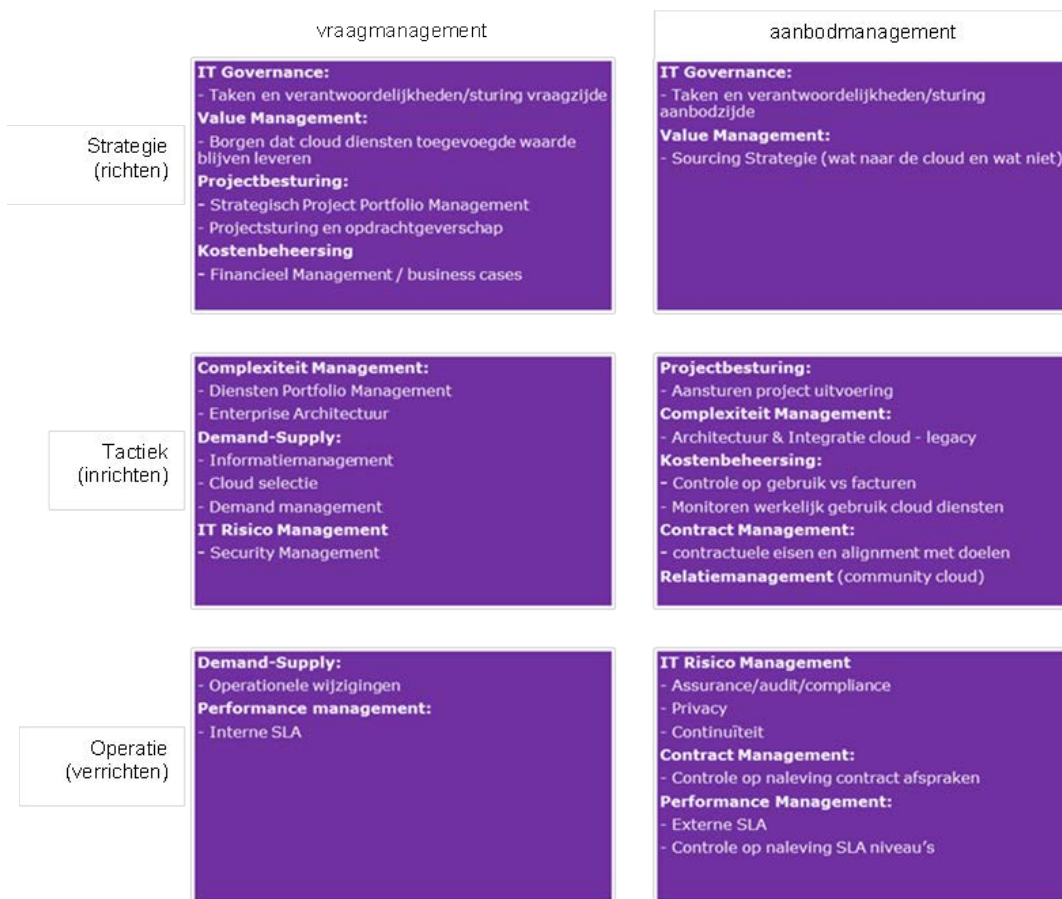 vraagmanagement
aanbodmanagement
Strategie
(richten)
IT Governance:
- Taken en verantwoordelijkheden/sturing vraagzijde
Value Management:
- Borgen dat cloud diensten toegevoegde waarde
blijven leveren
Projectbesturing:
- Strategisch Project Portfolio Management
- Projectsturing en opdrachtgeverschap
Kostenbeheersing
- Financieel Management / business cases
IT Governance:
- Taken en verantwoordelijkheden/sturing
aanbodzijde
Value Management:
- Sourcing Strategie (wat naar de cloud en wat niet)
Tactiek
(inrichten)
Complexiteit Management:
- Diensten Portfolio Management
- Enterprise Architectuur
Demand-Supply:
- Informatiemanagement
- Cloud selectie
- Demand management
IT Risico Management
- Security Management
Projectbesturing:
- Aansturen project uitvoering
Complexiteit Management:
- Architectuur & Integratie cloud - legacy
Kostenbeheersing:
- Controle op gebruik vs facturen
- Monitoren werkelijk gebruik cloud diensten
Contract Management:
- contractuele eisen en alignment met doelen
Relatiemanagement (community cloud)
Operatie
(verrichten)
Demand-Supply:
- Operationele wijzigingen
Performance management:
- Interne SLA
IT Risico Management
- Assurance/audit/compliance
- Privacy
- Continuïteit
Contract Management:
- Controle op naleving contract afspraken
Performance Management:
- Externe SLA
- Controle op naleving SLA niveau's